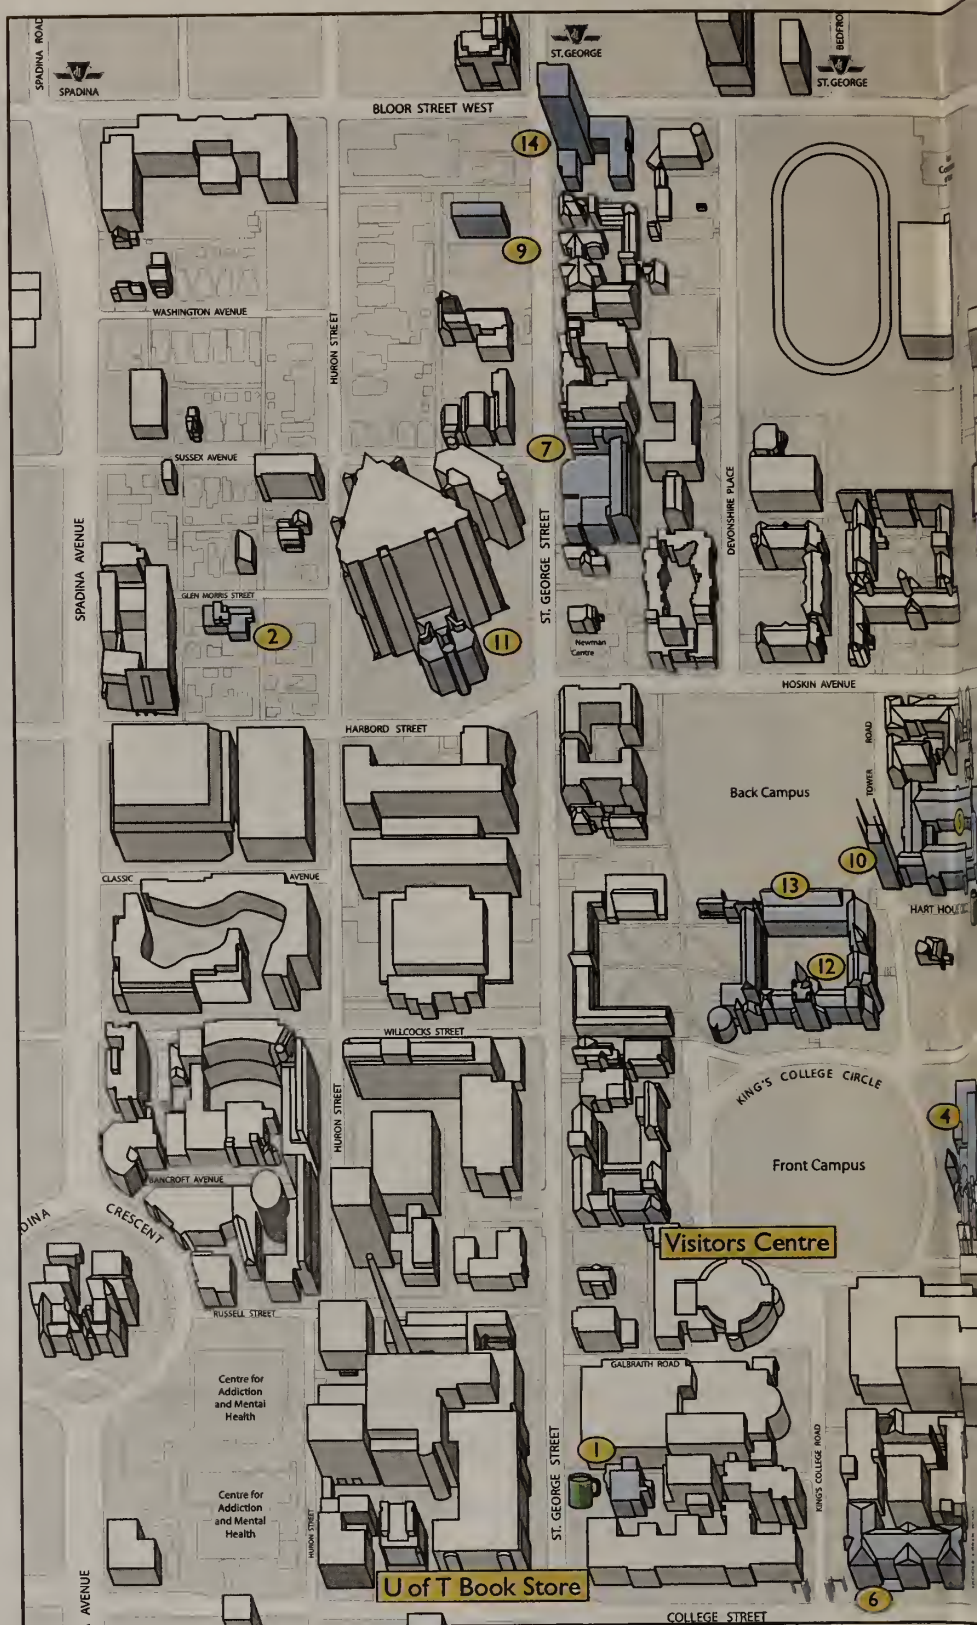 SPADINA ROAD
SPADINA
ST. GEORGE
BEDFRO
ST. GEORGE
BLOOR STREET WEST
14
9
WASHINGTON AVENUE
HURON STREET
7
SUSSEX AVENUE
SPADINA AVENUE
ST. GEORGE STREET
DEVONSHIRE PLACE
GLEN MORRIS STREET
2
11
Newman
Centre
HOSKIN AVENUE
HARBORD STREET
TOWER ROAD
Back Campus
5
10
CLASSIC AVENUE
13
HART HOU
12
WILLCOCKS STREET
KING'S COLLEGE CIRCLE
HURON STREET
4
Front Campus
BANCROFT AVENUE
DINA
CRESCENT
Visitors Centre
RUSSELL STREET
GALBRAITH ROAD
Centre for
Addiction
and Mental
Health
ST. GEORGE STREET
1
KING'S COLLEGE ROAD
Centre for
Addiction
and Mental
Health
HURON STREET
AVENUE
U of T Book Store
6
COLLEGE STREET